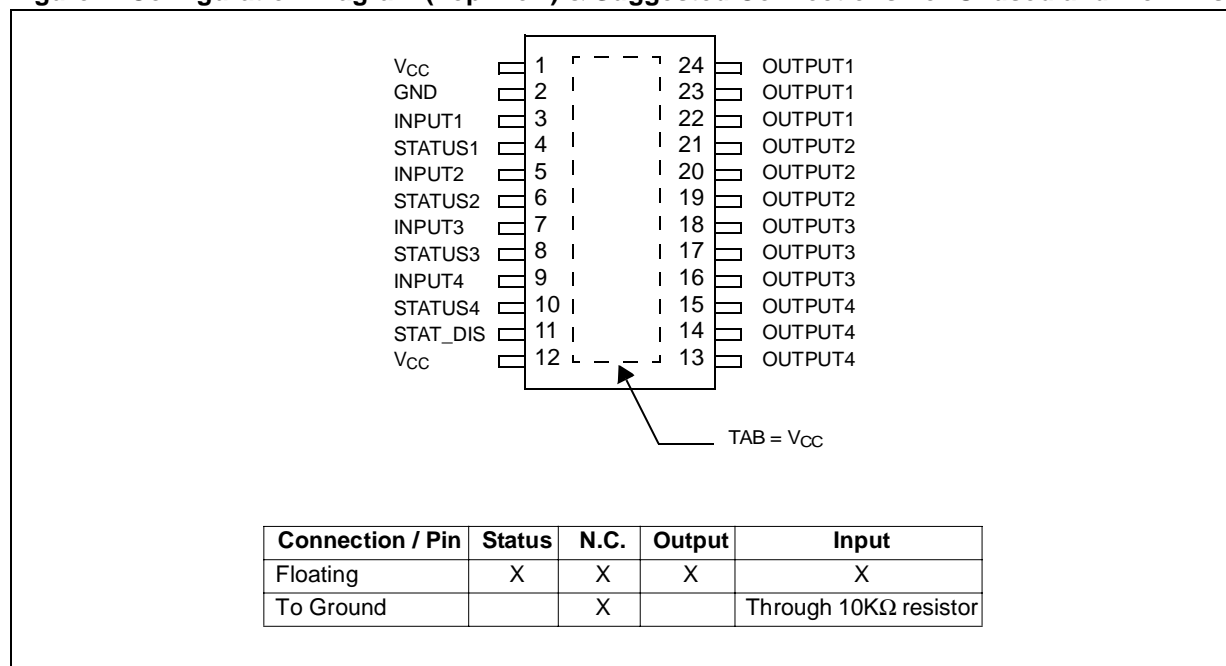 VCC 1 24 OUTPUT1
GND 2 23 OUTPUT1
INPUT1 3 22 OUTPUT1
STATUS1 4 21 OUTPUT2
INPUT2 5 20 OUTPUT2
STATUS2 6 19 OUTPUT2
INPUT3 7 18 OUTPUT3
STATUS3 8 17 OUTPUT3
INPUT4 9 16 OUTPUT3
STATUS4 10 15 OUTPUT4
STAT_DIS 11 14 OUTPUT4
VCC 12 13 OUTPUT4
TAB = VCC
Connection / Pin Status N.C. Output Input
Floating X X X X
To Ground X Through 10KΩ resistor